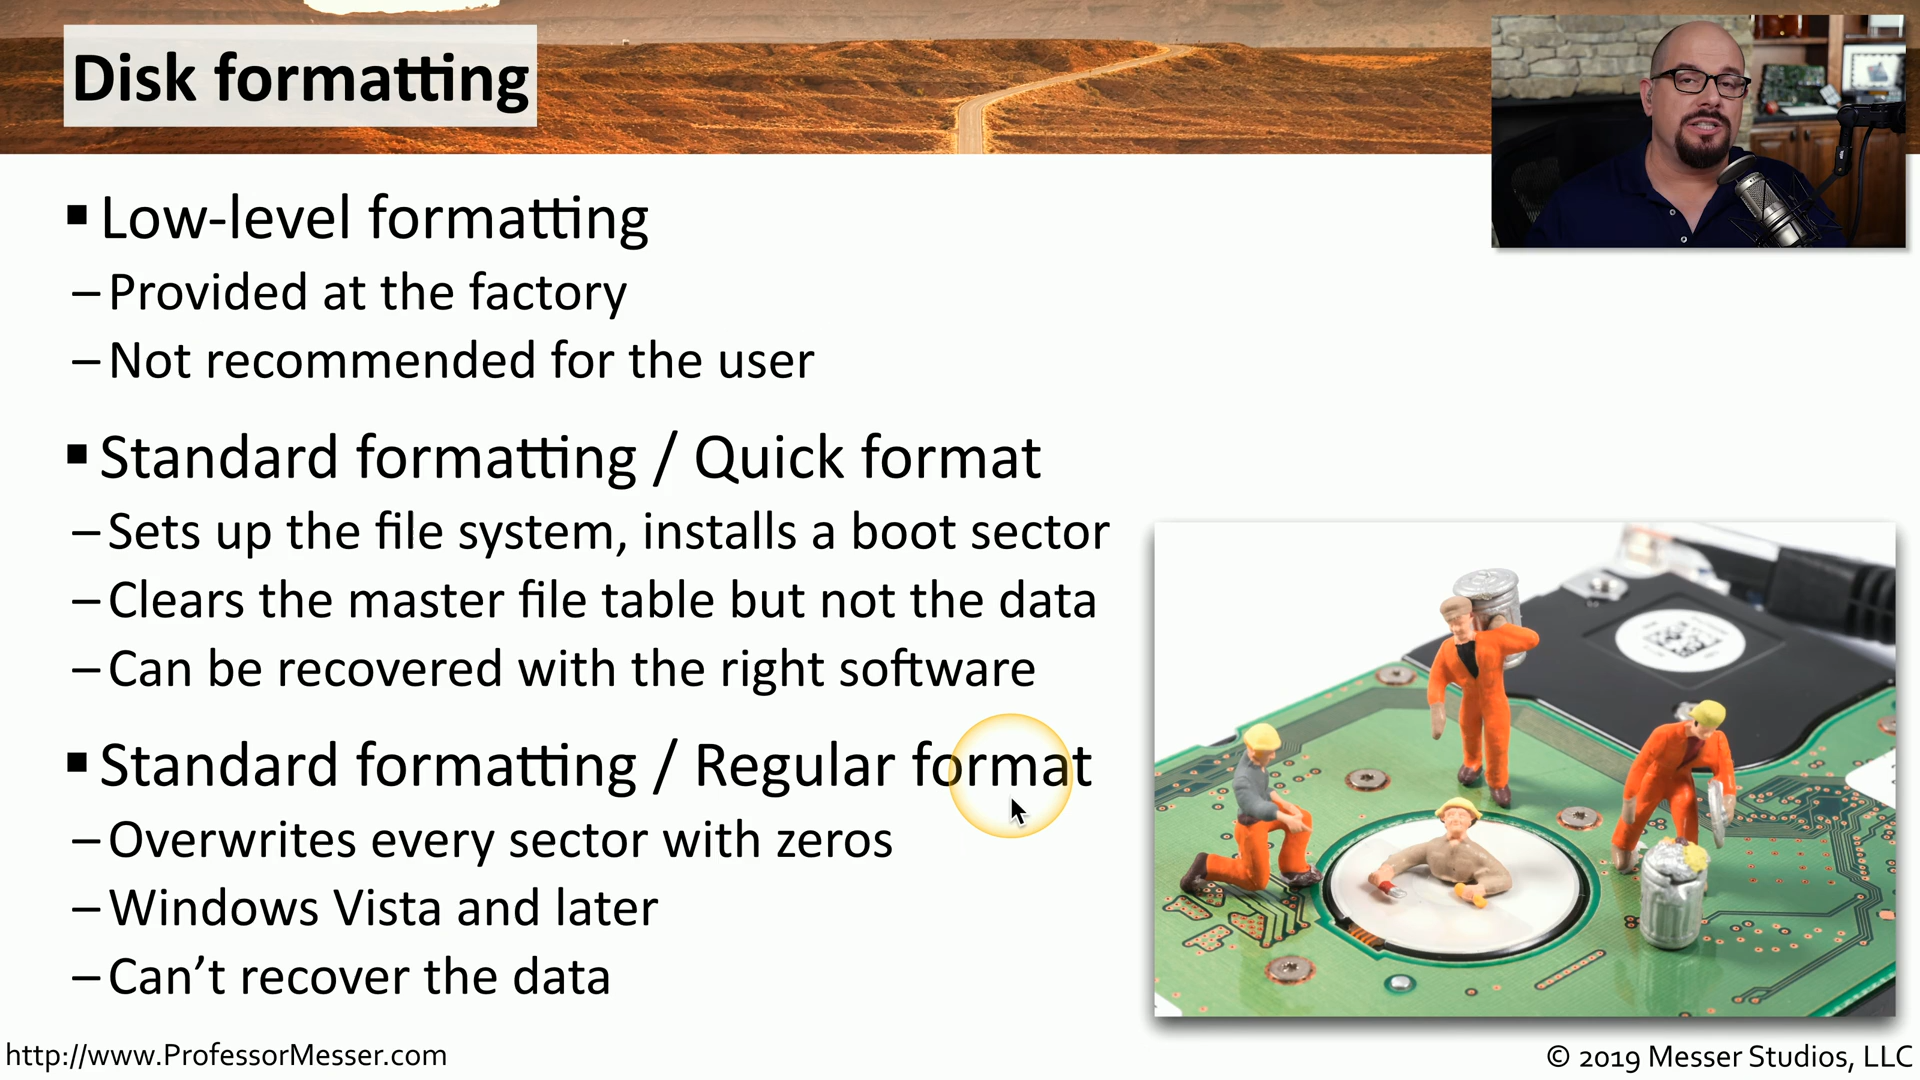 Disk formatting
▪ Low-level formatting
– Provided at the factory
– Not recommended for the user
▪ Standard formatting / Quick format
– Sets up the file system, installs a boot sector
– Clears the master file table but not the data
– Can be recovered with the right software
▪ Standard formatting / Regular format
– Overwrites every sector with zeros
– Windows Vista and later
– Can’t recover the data
http://www.ProfessorMesser.com
© 2019 Messer Studios, LLC